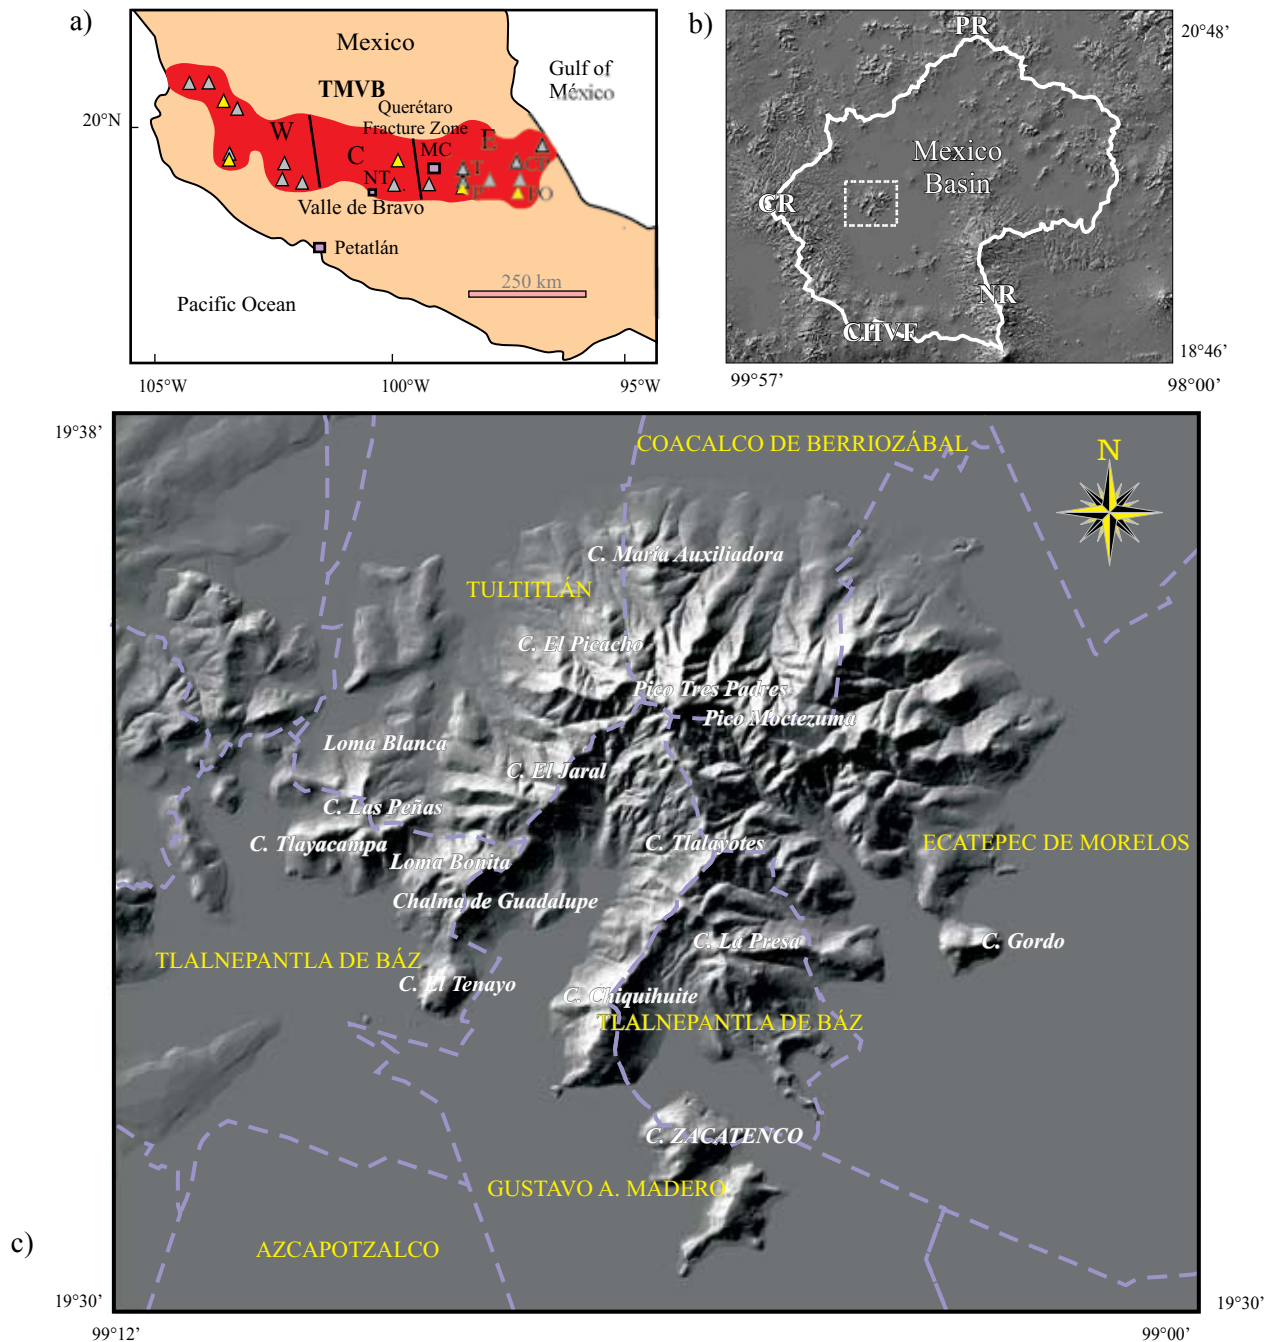 a)
Mexico
Gulf of
México
TMVB
Querétaro
Fracture Zone
20°N
W
C
E
MC
NT
T
P
CP
PO
Valle de Bravo
Petatlán
250 km
Pacific Ocean
105°W
100°W
95°W
b)
PR
20°48’
Mexico
Basin
CR
NR
CHVF
18°46’
99°57’
98°00’
19°38’
COACALCO DE BERRIOZÁBAL
N
C. María Auxiliadora
TULTITLÁN
C. El Picacho
Pico Tres Padres
Pico Moctezuma
Loma Blanca
C. El Jaral
C. Las Peñas
C. Tlayacampa
C. Tlalayotes
ECATEPEC DE MORELOS
Loma Bonita
Chalma de Guadalupe
C. La Presa
C. Gordo
TLALNEPANTLA DE BÁZ
C. El Tenayo
C. Chiquihuite
TLALNEPANTLA DE BÁZ
C. ZACATENCO
GUSTAVO A. MADERO
c)
AZCAPOTZALCO
19°30’
19°30’
99°12’
99°00’